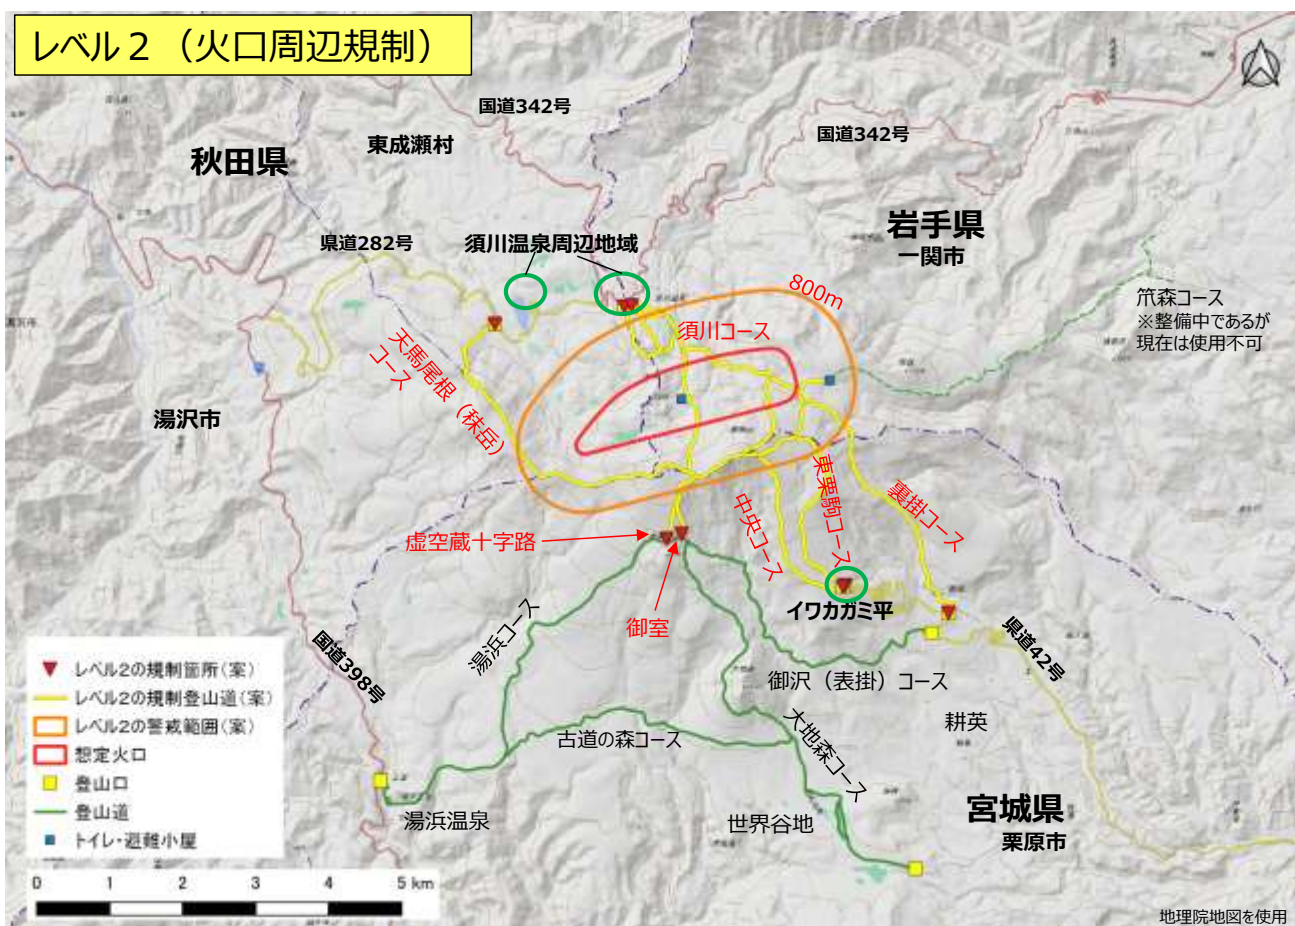 レベル２（火口周辺規制）
国道342号
国道342号
東成瀬村
秋田県
岩手県
一関市
県道282号
須川温泉周辺地域
800m
笊森コース
※整備中であるが
現在は使用不可
須川コース
天馬尾根（秣岳）
コース
湯沢市
東栗駒コース
裏掛コース
中央コース
虚空蔵十字路
御室
イワカガミ平
県道42号
湯浜コース
国道398号
御沢（表掛）コース
耕英
古道の森コース
大地森コース
湯浜温泉
世界谷地
宮城県
栗原市
レベル2の規制箇所(案)
レベル2の規制登山道(案)
レベル2の警戒範囲(案)
想定火口
登山口
登山道
トイレ・避難小屋
0 1 2 3 4 5 km
地理院地図を使用